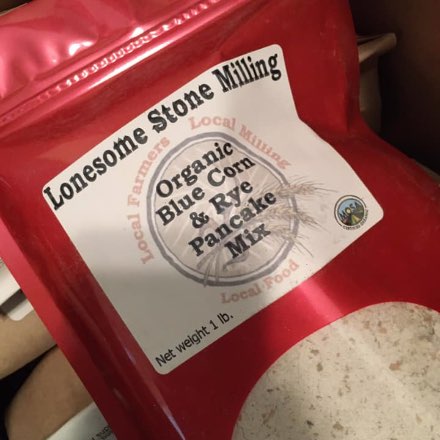 Lonesome Stone Milling
Local Farmers Local Milling
Organic
Blue Corn
& Rye
Pancake
Mix
Local Food
Net weight 1 lb.